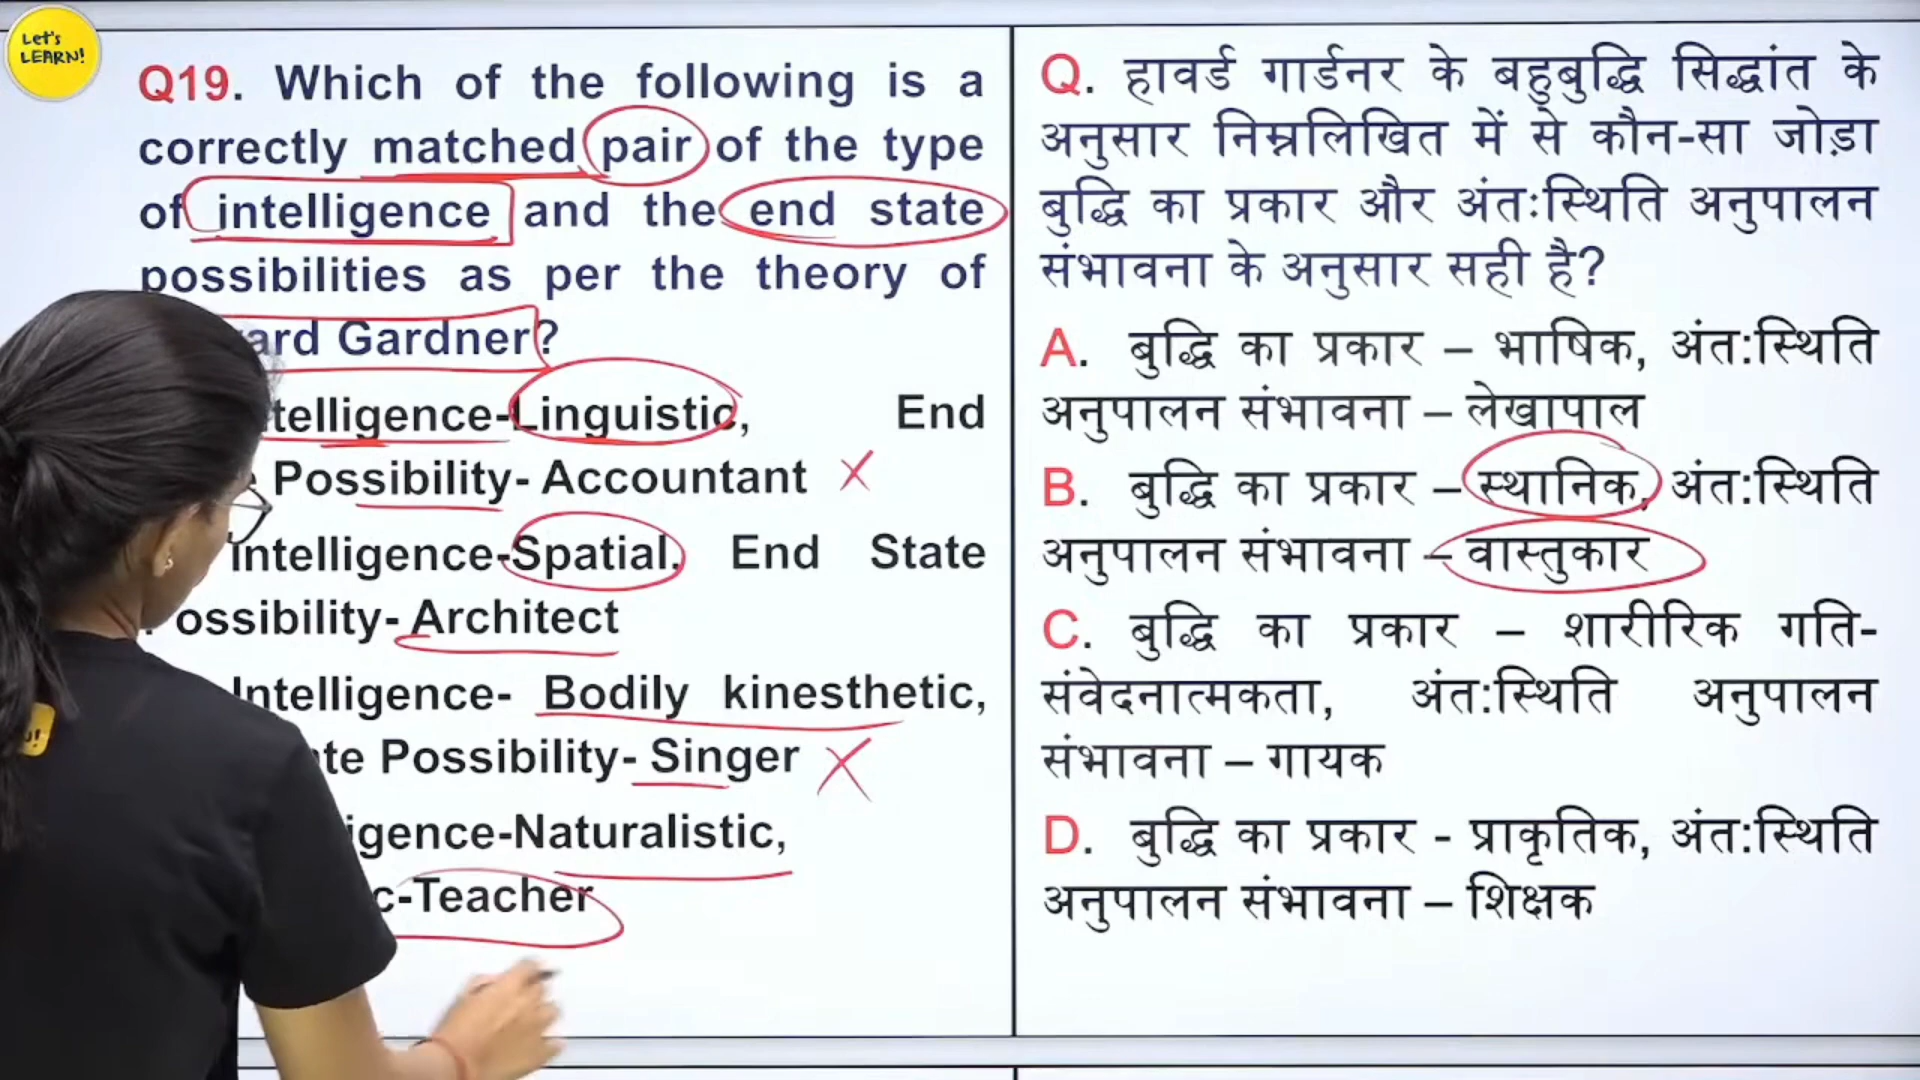 Let's
LEARN!
Q19. Which of the following is a
correctly matched pair of the type
of intelligence and the end state
possibilities as per the theory of
ard Gardner?
telligence-Linguistic, End
Possibility- Accountant
Intelligence-Spatial, End State
ossibility- Architect
Intelligence- Bodily kinesthetic,
te Possibility- Singer
igence-Naturalistic,
c-Teacher
Q. हावर्ड गार्डनर के बहुबुद्धि सिद्धांत के
अनुसार निम्नलिखित में से कौन-सा जोड़ा
बुद्धि का प्रकार और अंतःस्थिति अनुपालन
संभावना के अनुसार सही है?
A. बुद्धि का प्रकार – भाषिक, अंत:स्थिति
अनुपालन संभावना – लेखापाल
B. बुद्धि का प्रकार – स्थानिक, अंत:स्थिति
अनुपालन संभावना – वास्तुकार
C. बुद्धि का प्रकार – शारीरिक गति-
संवेदनात्मकता, अंत:स्थिति अनुपालन
संभावना – गायक
D. बुद्धि का प्रकार - प्राकृतिक, अंत:स्थिति
अनुपालन संभावना – शिक्षक